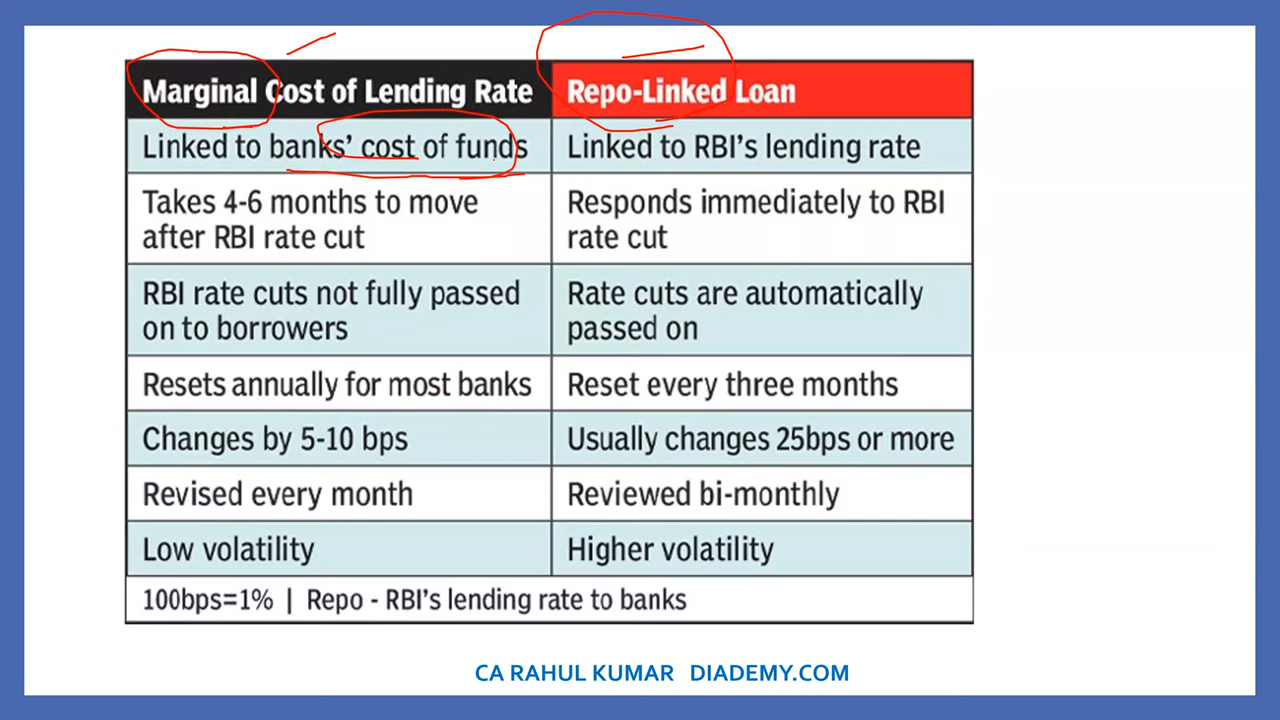 Marginal Cost of Lending Rate
Repo-Linked Loan
Linked to banks' cost of funds
Linked to RBI's lending rate
Takes 4-6 months to move
after RBI rate cut
Responds immediately to RBI
rate cut
RBI rate cuts not fully passed
on to borrowers
Rate cuts are automatically
passed on
Resets annually for most banks
Reset every three months
Changes by 5-10 bps
Usually changes 25bps or more
Revised every month
Reviewed bi-monthly
Low volatility
Higher volatility
100bps=1% | Repo - RBI's lending rate to banks
CA RAHUL KUMAR DIADEMY.COM